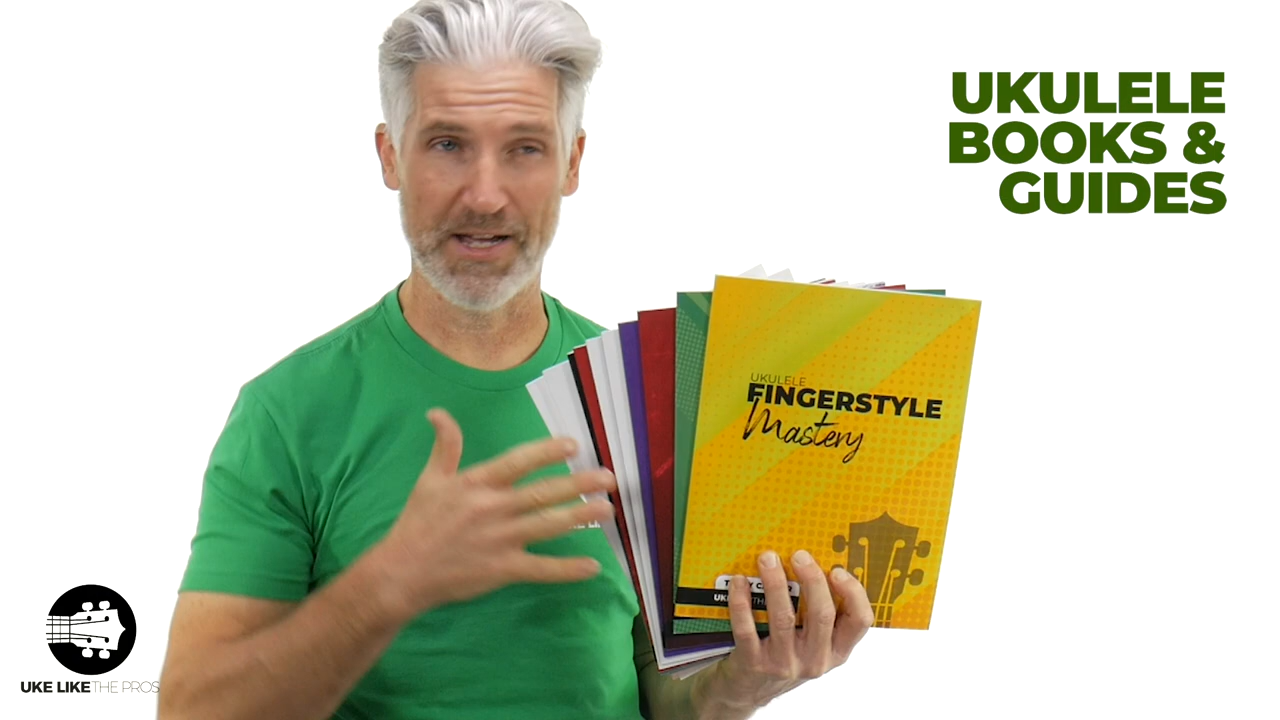 UKULELE
BOOKS &
GUIDES
UKULELE
FINGERSTYLE
Mastery
UKE LIKE THE PROS